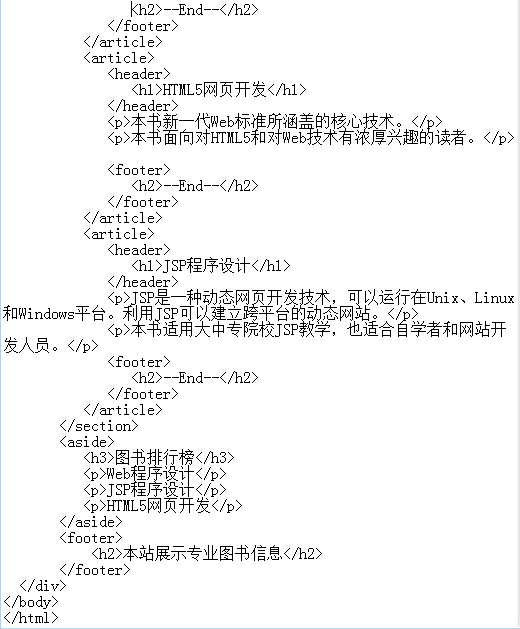 <h2>--End--</h2>
</footer>
</article>
<article>
<header>
<h1>HTML5网页开发</h1>
</header>
<p>本书新一代Web标准所涵盖的核心技术。</p>
<p>本书面向对HTML5和对Web技术有浓厚兴趣的读者。</p>
<footer>
<h2>--End--</h2>
</footer>
</article>
<article>
<header>
<h1>JSP程序设计</h1>
</header>
<p>JSP是一种动态网页开发技术，可以运行在Unix、Linux
和Windows平台。利用JSP可以建立跨平台的动态网站。</p>
<p>本书适用大中专院校JSP教学，也适合自学者和网站开
发人员。</p>
<footer>
<h2>--End--</h2>
</footer>
</article>
</section>
<aside>
<h3>图书排行榜</h3>
<p>Web程序设计</p>
<p>JSP程序设计</p>
<p>HTML5网页开发</p>
</aside>
<footer>
<h2>本站展示专业图书信息</h2>
</footer>
</div>
</body>
</html>